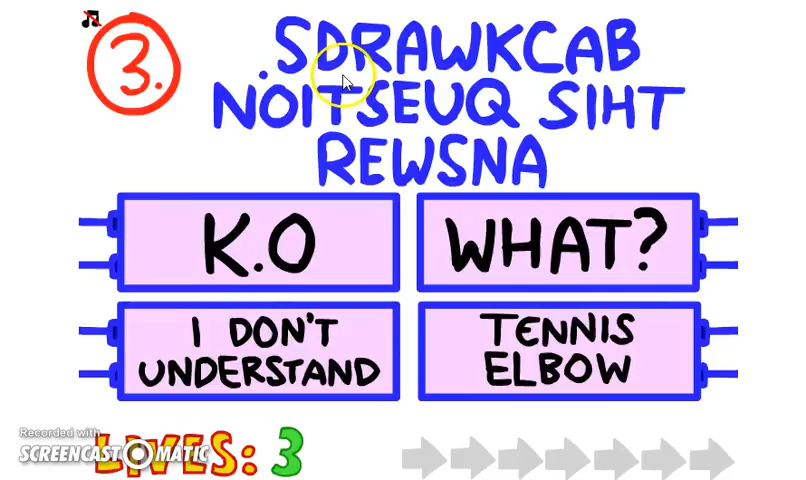 3.
.SDRAWKCAB
NOITSEUQ SIHT
REWSNA
K.O
WHAT?
I DON'T
UNDERSTAND
TENNIS
ELBOW
Recorded with
SCREENCAST-O-MATIC
LIVES: 3